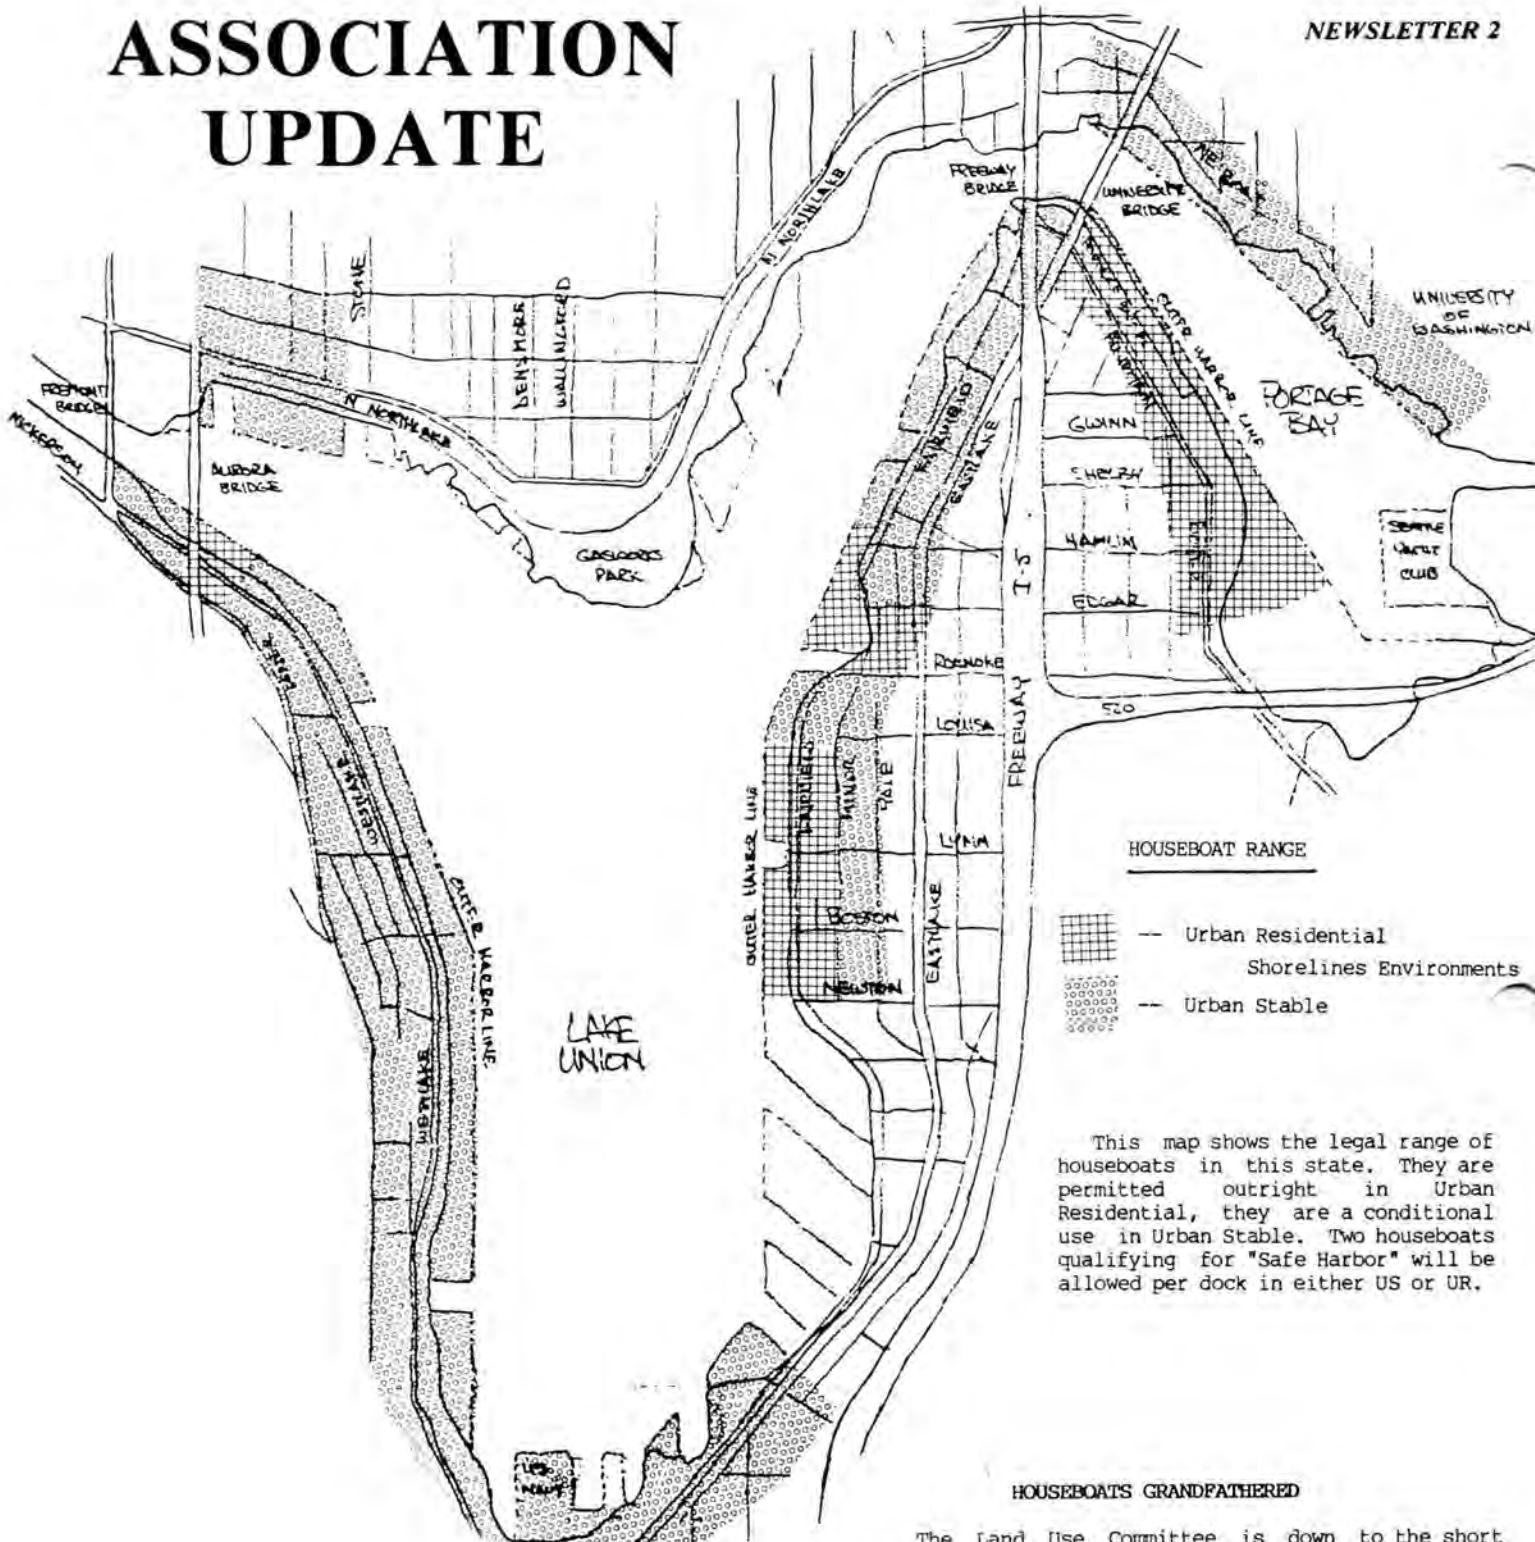 ASSOCIATION
UPDATE
NEWSLETTER 2
FREEWAY
BRIDGE
UNIVERSITY
BRIDGE
N NORTHLAKE
UNIVERSITY
OF
WASHINGTON
STONE
DENSMORE
WALLINGFORD
FREMONT
BRIDGE
NICKERSON
N NORTHLAKE
AURORA
BRIDGE
GASWORKS
PARK
FAIRVIEW
EASTLAKE
OUTER HARBOR LINE
PORTAGE
BAY
GWINN
SHELBY
HAMLIN
EDGAR
I-5
FREEWAY
SEATTLE
YACHT
CLUB
ROANOKE
520
LOUISA
WESTLAKE
OUTER HARBOR LINE
FAIRVIEW
MINOR
YALE
LYNN
BOSTON
EASTLAKE
NEWTON
OUTER HARBOR LINE
WESTLAKE
LAKE
UNION
HOUSEBOAT RANGE
-- Urban Residential
Shorelines Environments
-- Urban Stable
This map shows the legal range of
houseboats in this state. They are
permitted outright in Urban
Residential, they are a conditional
use in Urban Stable. Two houseboats
qualifying for "Safe Harbor" will be
allowed per dock in either US or UR.
HOUSEBOATS GRANDFATHERED
The Land Use Committee is down to the short